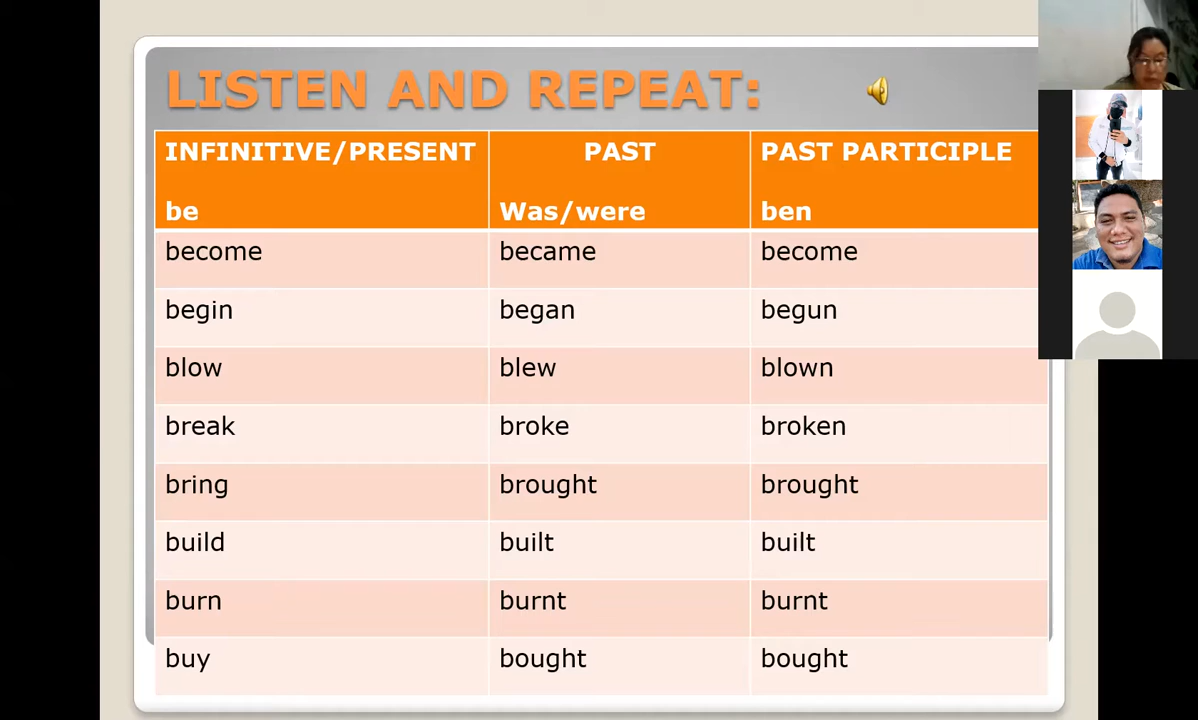 LISTEN AND REPEAT:
INFINITIVE/PRESENT PAST PAST PARTICIPLE
be Was/were ben
become became become
begin began begun
blow blew blown
break broke broken
bring brought brought
build built built
burn burnt burnt
buy bought bought